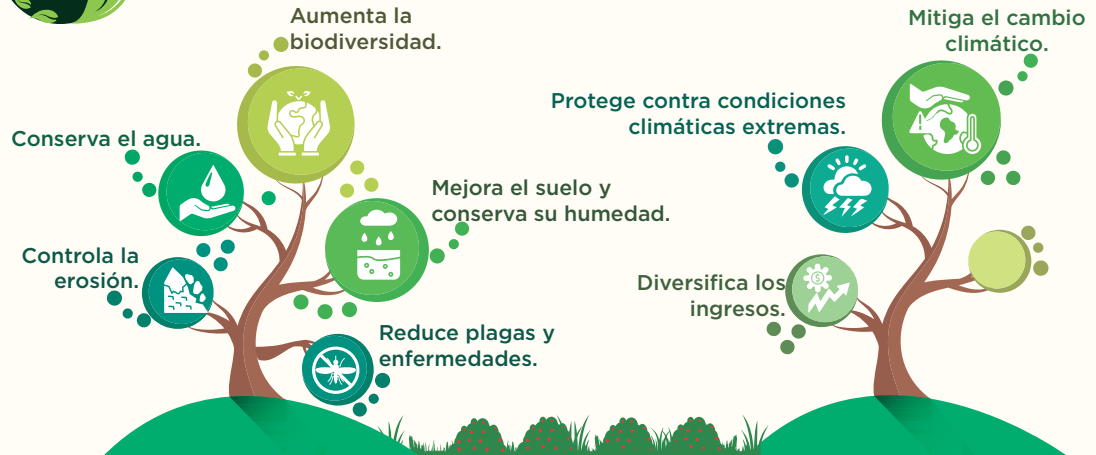 Aumenta la
biodiversidad.
Conserva el agua.
Mejora el suelo y
conserva su humedad.
Controla la
erosión.
Reduce plagas y
enfermedades.
Mitiga el cambio
climático.
Protege contra condiciones
climáticas extremas.
Diversifica los
ingresos.
$